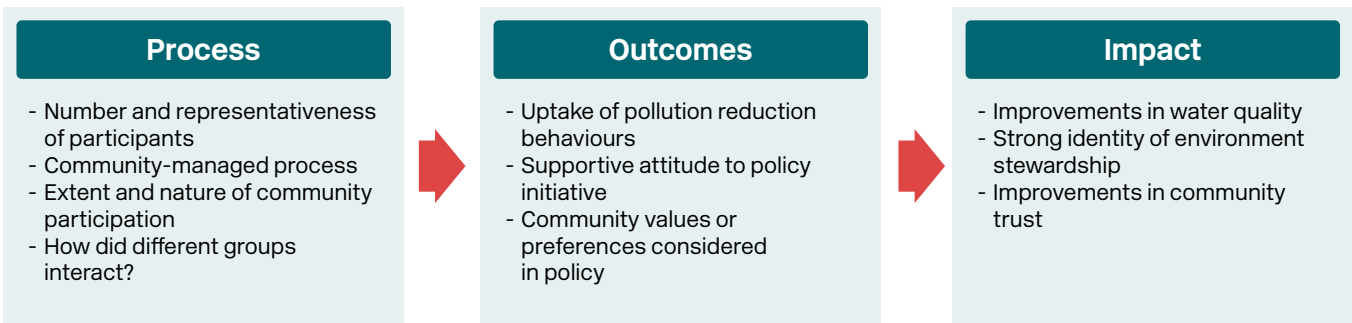 Process
- Number and representativeness
of participants
- Community-managed process
- Extent and nature of community
participation
- How did different groups
interact?
Outcomes
- Uptake of pollution reduction
behaviours
- Supportive attitude to policy
initiative
- Community values or
preferences considered
in policy
Impact
- Improvements in water quality
- Strong identity of environment
stewardship
- Improvements in community
trust